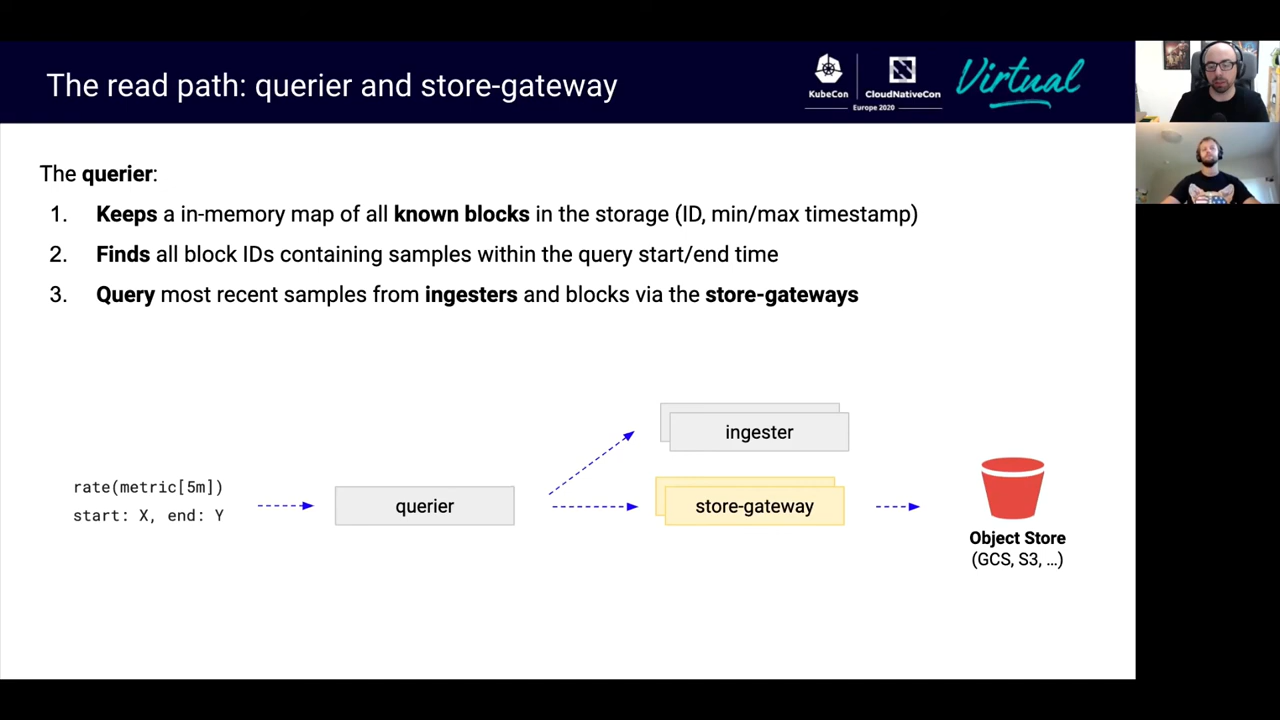 The read path: querier and store-gateway
KubeCon
CloudNativeCon
Europe 2020
Virtual
The querier:
1. Keeps a in-memory map of all known blocks in the storage (ID, min/max timestamp)
2. Finds all block IDs containing samples within the query start/end time
3. Query most recent samples from ingesters and blocks via the store-gateways
ingester
rate(metric[5m])
start: X, end: Y
querier
store-gateway
Object Store
(GCS, S3, …)